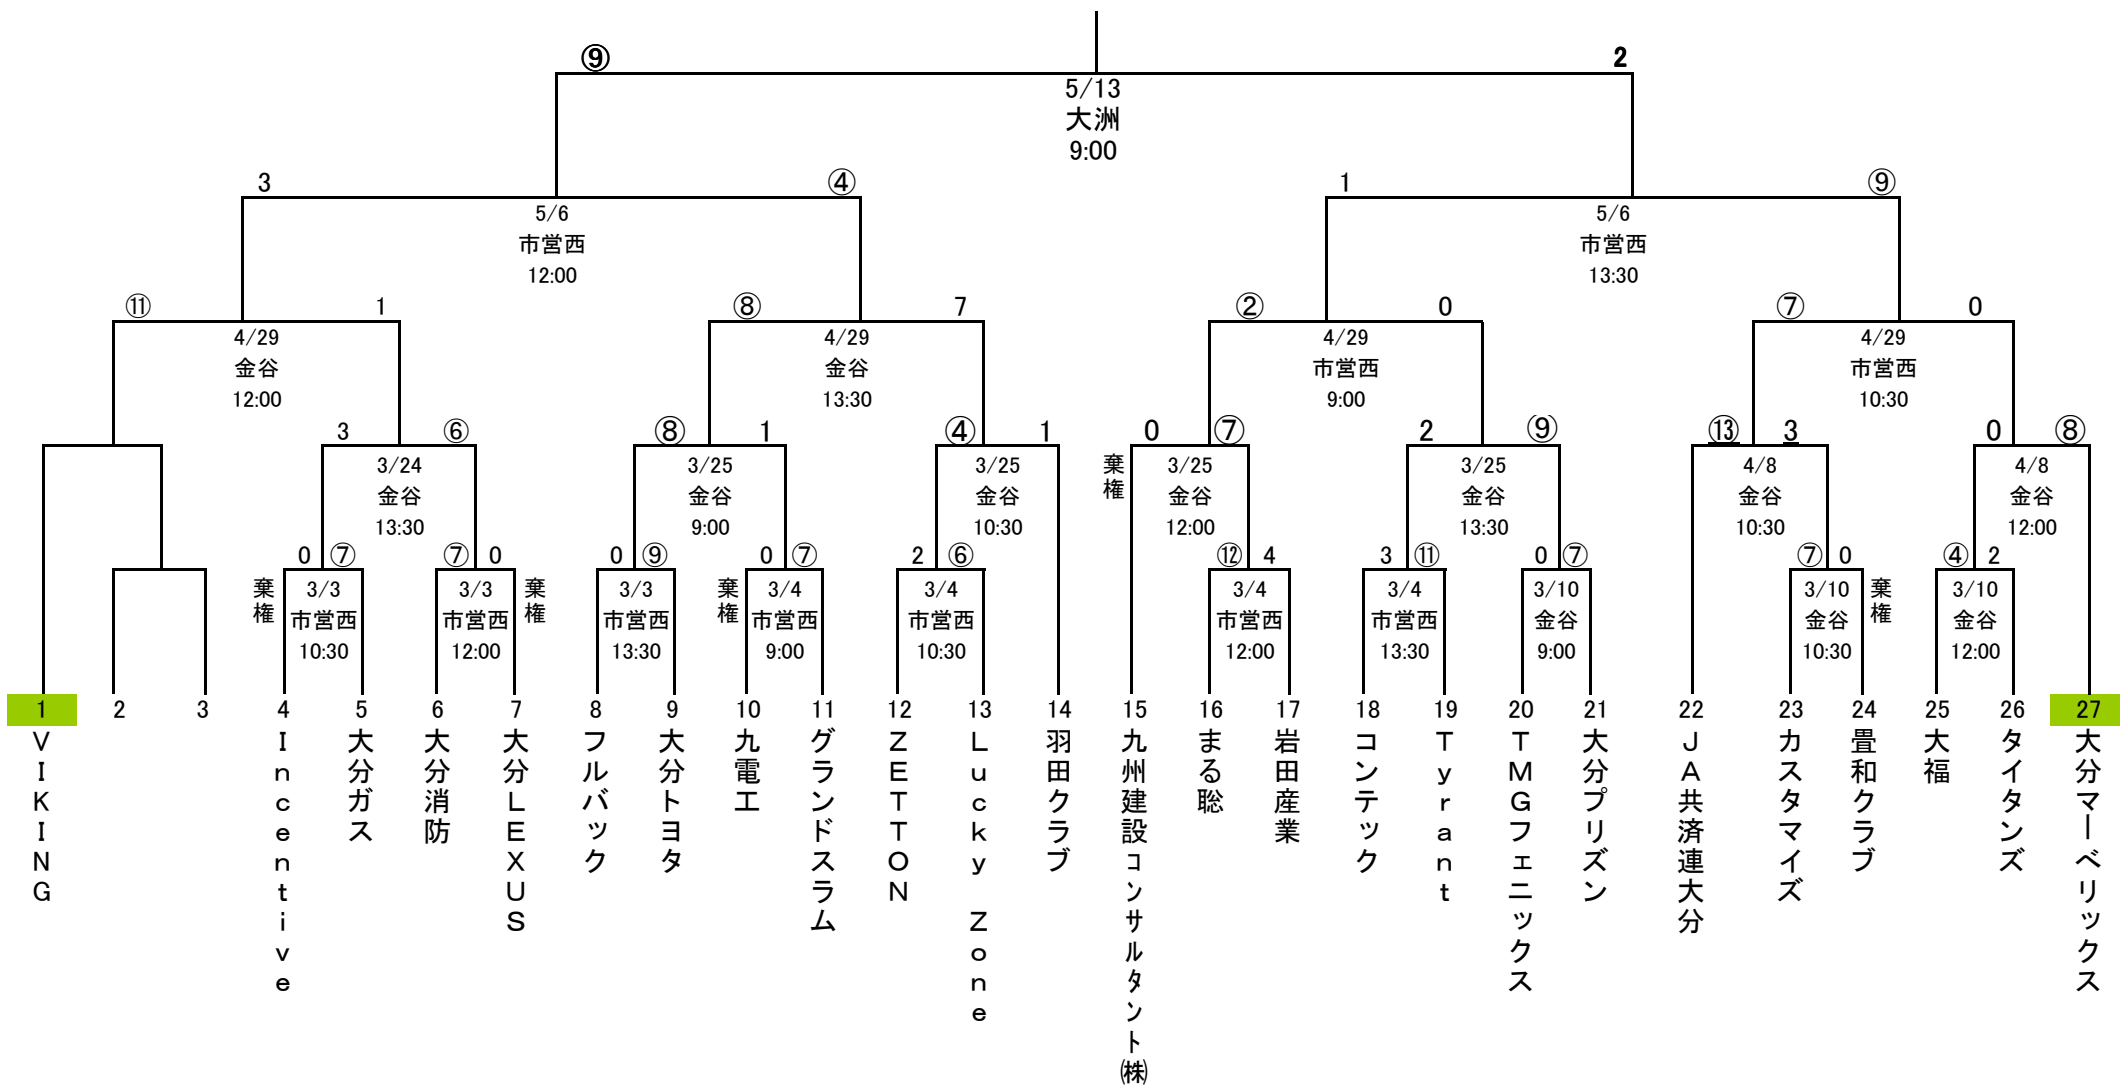 ⑨ 2
5/13
大洲
9:00
3 ④ 1 ⑨
5/6 5/6
市営西 市営西
12:00 13:30
⑪ 1 ⑧ 7 ② 0 ⑦ 0
4/29 4/29 4/29 4/29
金谷 金谷 市営西 市営西
12:00 13:30 9:00 10:30
3 ⑥ ⑧ 1 ④ 1 0 ⑦ 2 ⑨ ⑬ 3 0 ⑧
棄権
3/24 3/25 3/25 3/25 3/25 4/8 4/8
金谷 金谷 金谷 金谷 金谷 金谷 金谷
13:30 9:00 10:30 12:00 13:30 10:30 12:00
0 ⑦ ⑦ 0 0 ⑨ 0 ⑦ 2 ⑥ ⑫ 4 3 ⑪ 0 ⑦ ⑦ 0 ④ 2
棄権 棄権 棄権 棄権
3/3 3/3 3/3 3/4 3/4 3/4 3/4 3/10 3/10 3/10
市営西 市営西 市営西 市営西 市営西 市営西 市営西 金谷 金谷 金谷
10:30 12:00 13:30 9:00 10:30 12:00 13:30 9:00 10:30 12:00
1 2 3 4 5 6 7 8 9 10 11 12 13 14 15 16 17 18 19 20 21 22 23 24 25 26 27
VIKING
Incentive
大分ガス
大分消防
大分LEXUS
フルバック
大分トヨタ
九電工
グランドスラム
ZETTON
Lucky Zone
羽田クラブ
九州建設コンサルタント㈱
まる聡
岩田産業
コンテック
Tyrant
TMGフェニックス
大分プリズン
JA共済連大分
カスタマイズ
畳和クラブ
大福
タイタンズ
大分マーベリックス